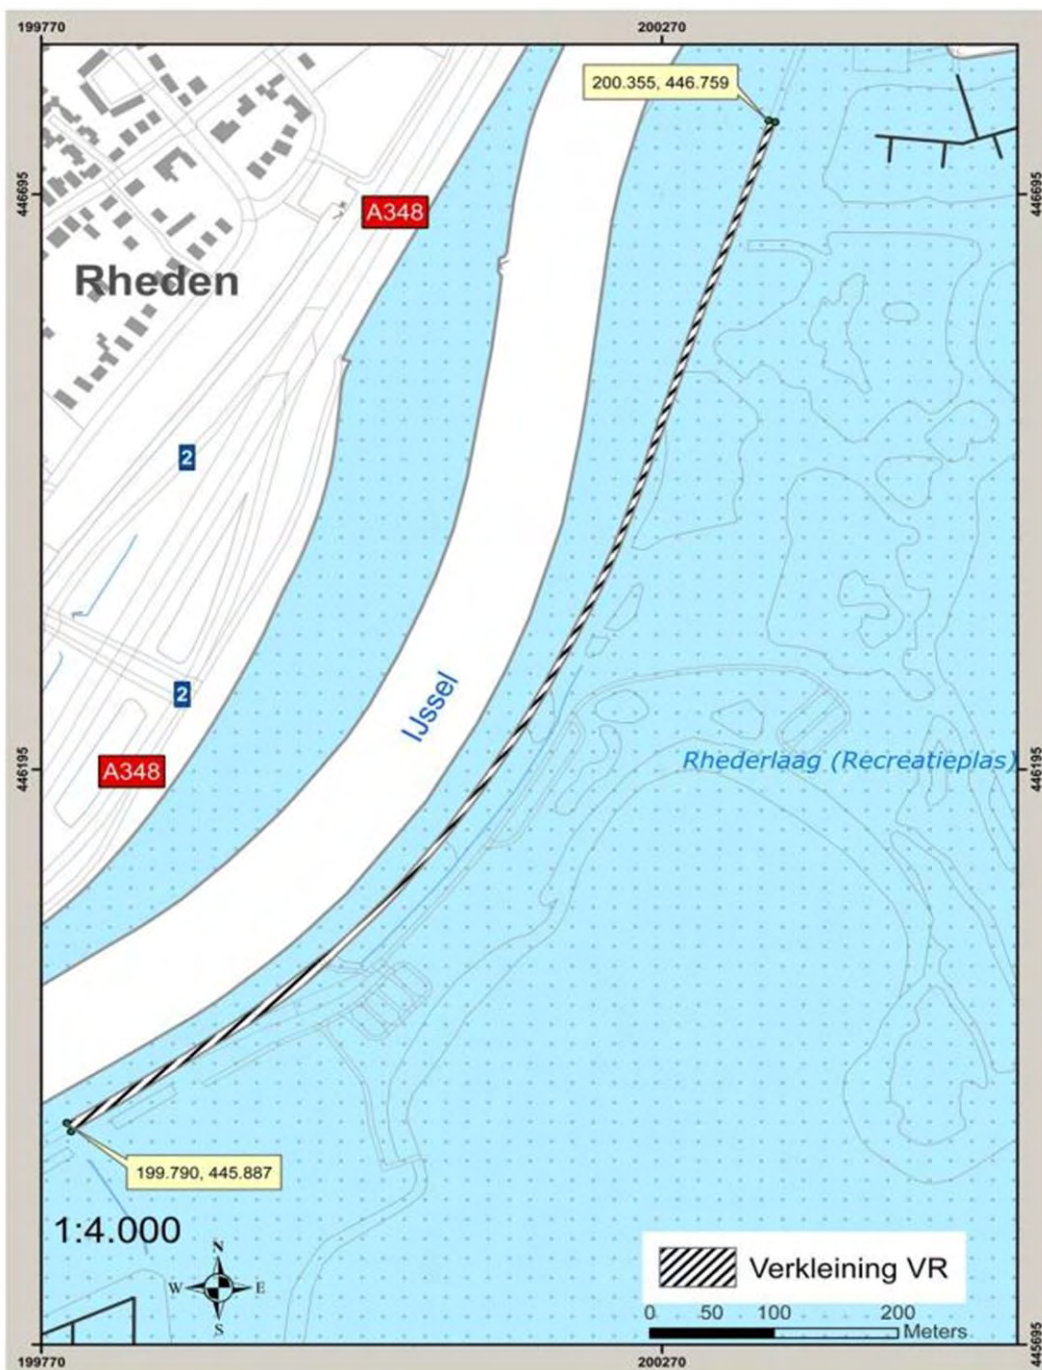 199770
200270
200.355, 446.759
446695
446695
A348
Rheden
2
2
IJssel
A348
Rhederlaag (Recreatieplas)
446195
446195
199.790, 445.887
1:4.000
N
W
E
S
Verkleining VR
0
50
100
200
Meters
445695
199770
200270